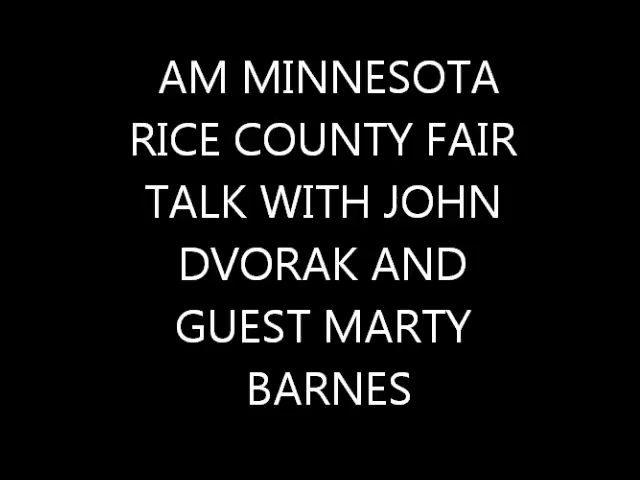 AM MINNESOTA
RICE COUNTY FAIR
TALK WITH JOHN
DVORAK AND
GUEST MARTY
BARNES